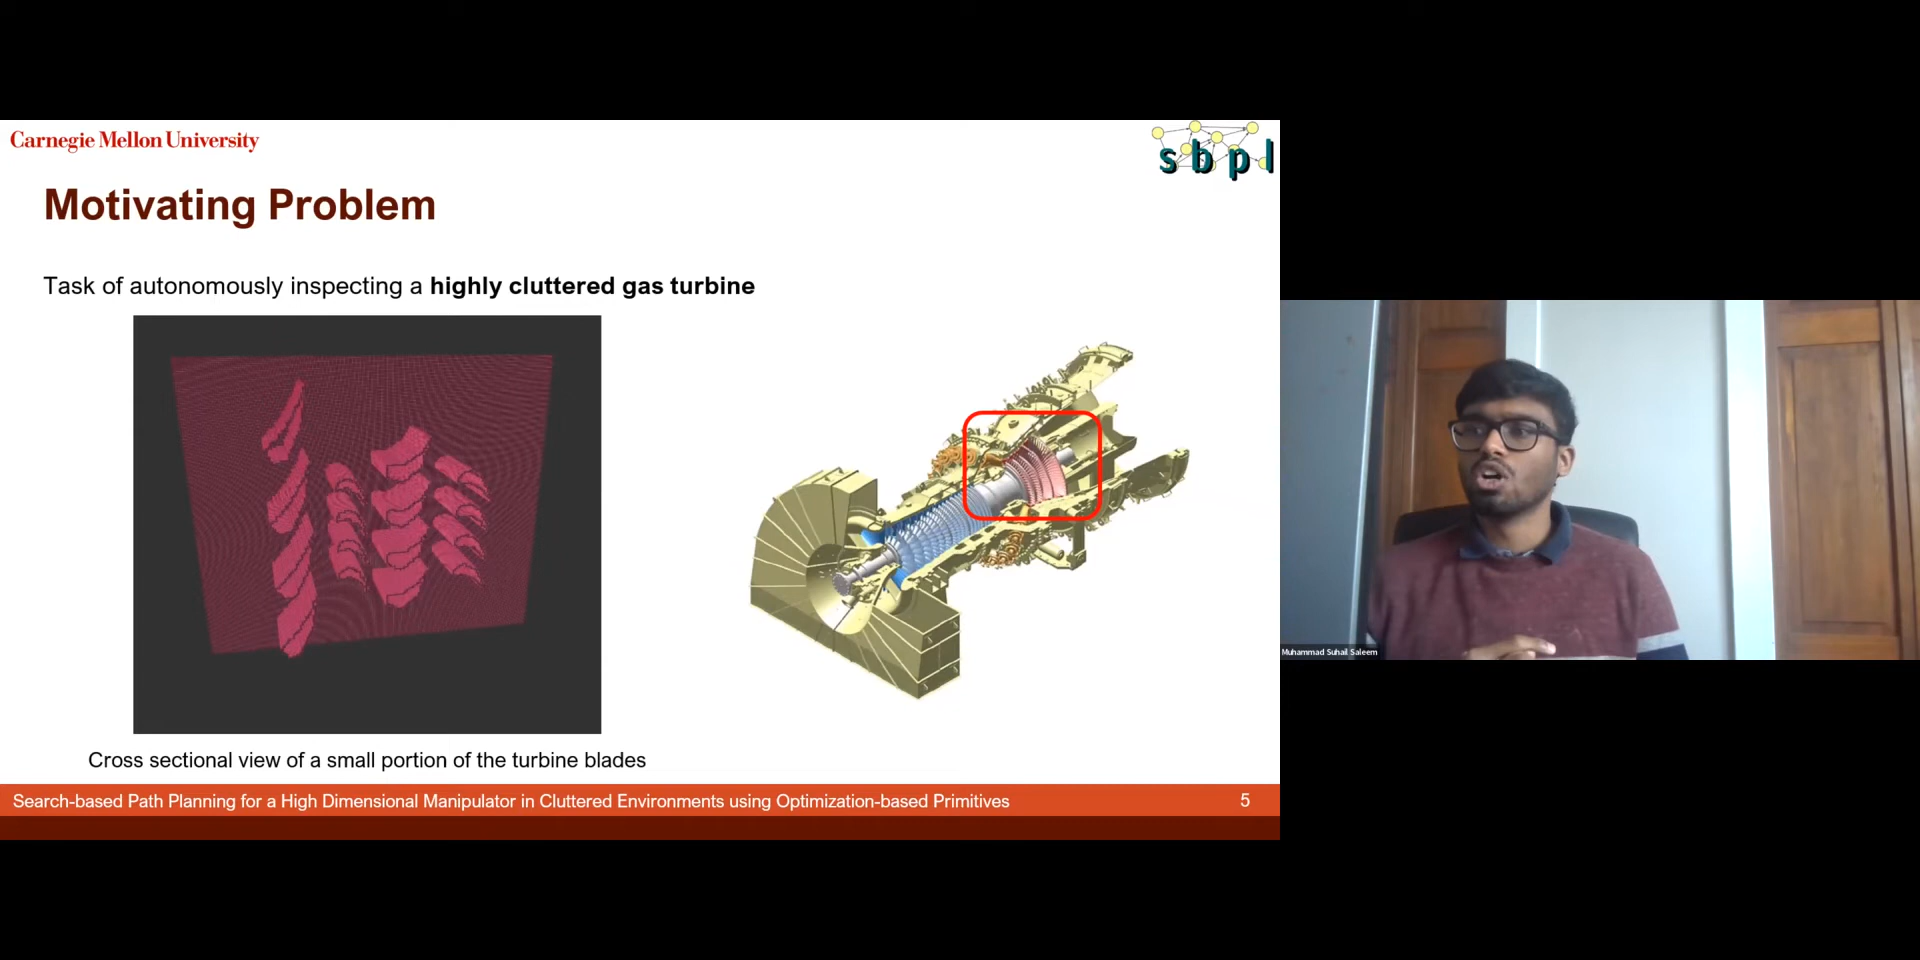 Carnegie Mellon University
sbpl
Motivating Problem
Task of autonomously inspecting a highly cluttered gas turbine
Cross sectional view of a small portion of the turbine blades
Search-based Path Planning for a High Dimensional Manipulator in Cluttered Environments using Optimization-based Primitives
5
Muhammad Suhail Saleem